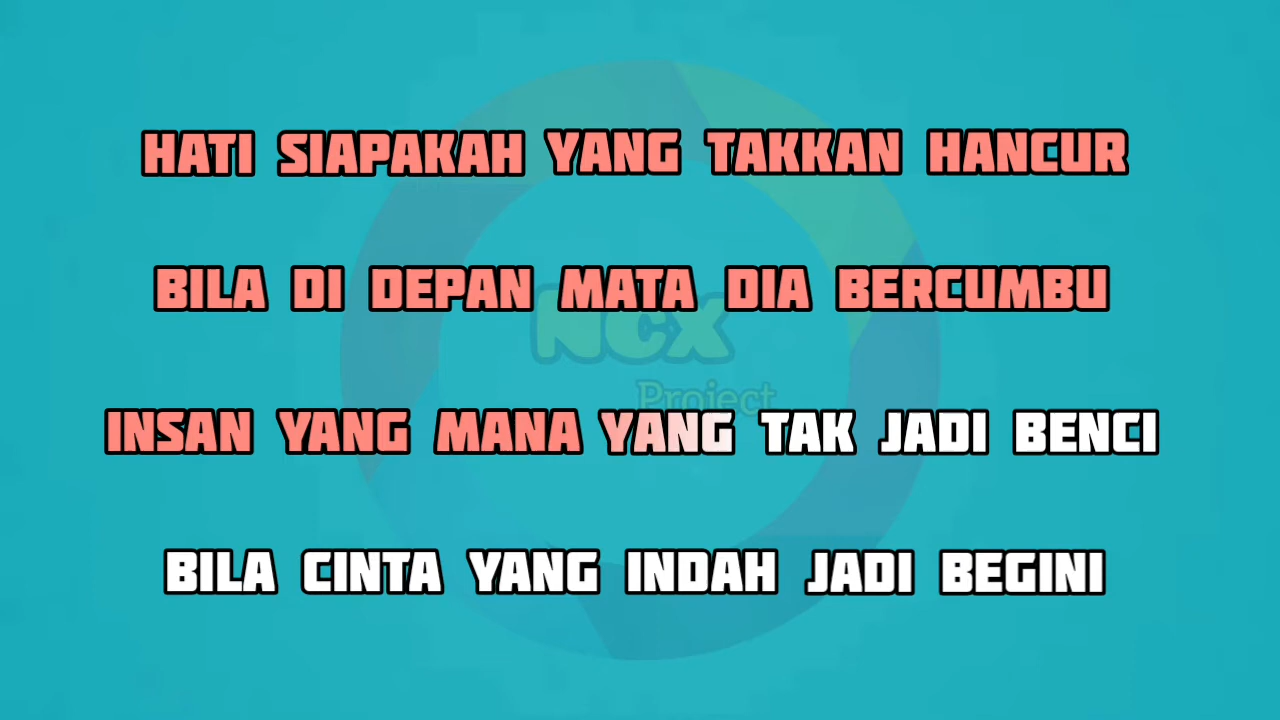 HATI SIAPAKAH YANG TAKKAN HANCUR
BILA DI DEPAN MATA DIA BERCUMBU
NCX
Project
INSAN YANG MANA YANG TAK JADI BENCI
BILA CINTA YANG INDAH JADI BEGINI